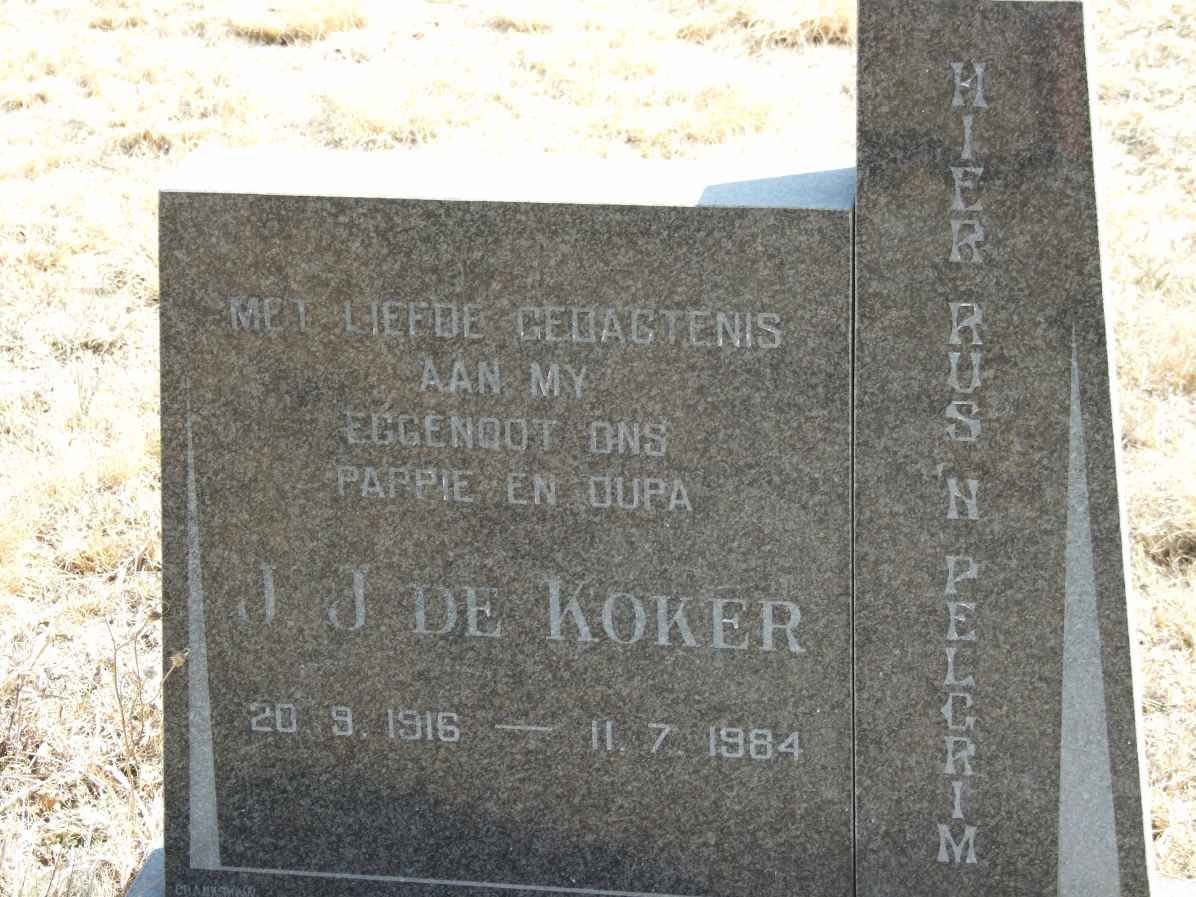 MET LIEFDE GEDAGTENIS
AAN MY
EGGENOOT ONS
PAPPIE EN OUPA
J J DE KOKER
20 9. 1916 — 11. 7. 1984
HIER RUS 'N PELGRIM